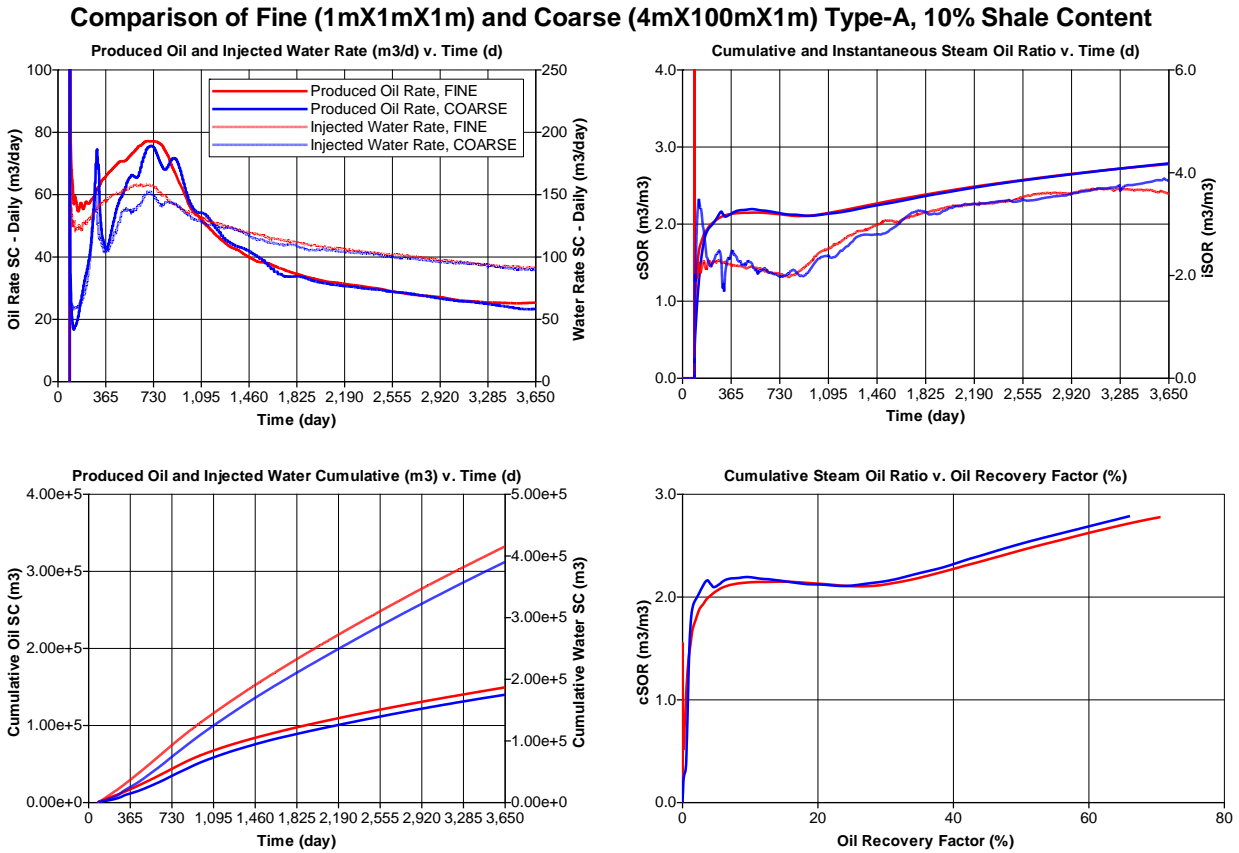 Comparison of Fine (1mX1mX1m) and Coarse (4mX100mX1m) Type-A, 10% Shale Content
Produced Oil and Injected Water Rate (m3/d) v. Time (d)
100
80
60
40
20
0
Oil Rate SC - Daily (m3/day)
250
200
150
100
50
0
Water Rate SC - Daily (m3/day)
Produced Oil Rate, FINE
Produced Oil Rate, COARSE
Injected Water Rate, FINE
Injected Water Rate, COARSE
0 365 730 1,095 1,460 1,825 2,190 2,555 2,920 3,285 3,650
Time (day)
Cumulative and Instantaneous Steam Oil Ratio v. Time (d)
4.0
3.0
2.0
1.0
0.0
cSOR (m3/m3)
6.0
4.0
2.0
0.0
iSOR (m3/m3)
0 365 730 1,095 1,460 1,825 2,190 2,555 2,920 3,285 3,650
Time (day)
Produced Oil and Injected Water Cumulative (m3) v. Time (d)
4.00e+5
3.00e+5
2.00e+5
1.00e+5
0.00e+0
Cumulative Oil SC (m3)
5.00e+5
4.00e+5
3.00e+5
2.00e+5
1.00e+5
0.00e+0
Cumulative Water SC (m3)
0 365 730 1,095 1,460 1,825 2,190 2,555 2,920 3,285 3,650
Time (day)
Cumulative Steam Oil Ratio v. Oil Recovery Factor (%)
3.0
2.0
1.0
0.0
cSOR (m3/m3)
0 20 40 60 80
Oil Recovery Factor (%)